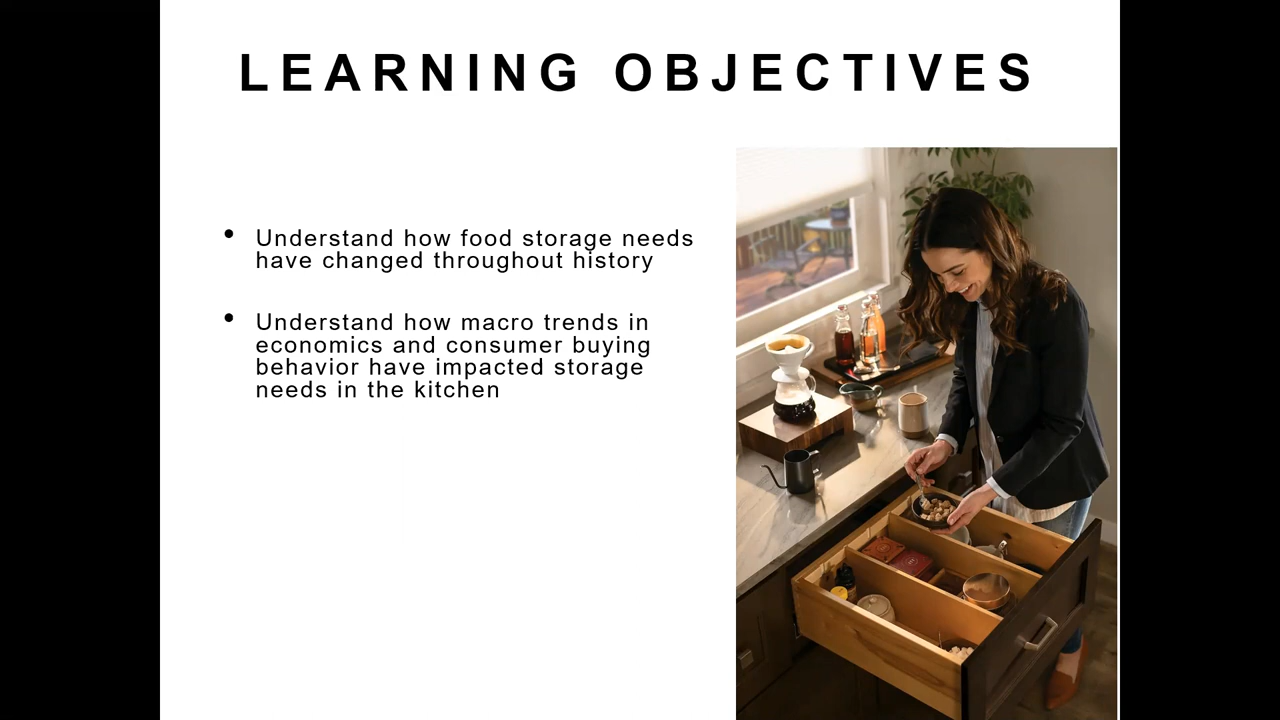 LEARNING OBJECTIVES
• Understand how food storage needs
have changed throughout history
• Understand how macro trends in
economics and consumer buying
behavior have impacted storage
needs in the kitchen